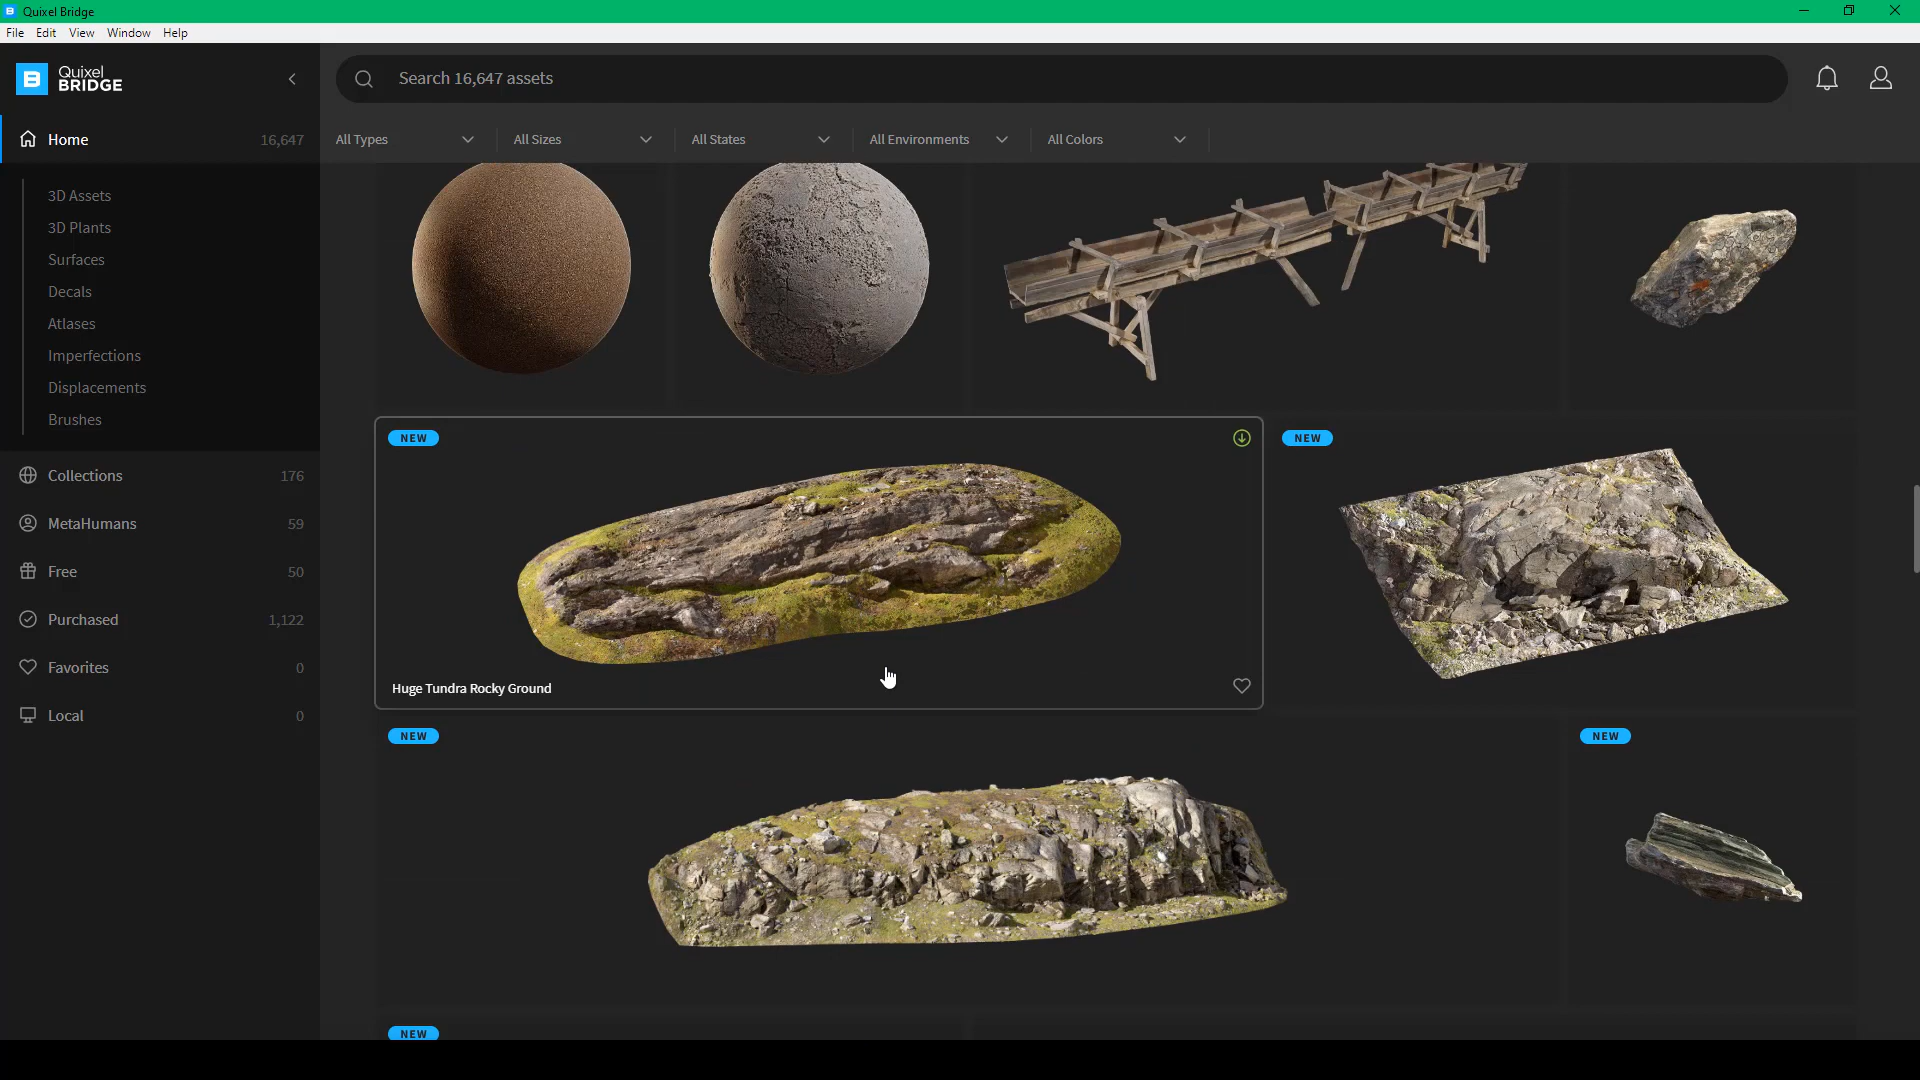 Quixel Bridge
File Edit View Window Help
Quixel
BRIDGE
Search 16,647 assets
Home 16,647
All Types All Sizes All States All Environments All Colors
3D Assets
3D Plants
Surfaces
Decals
Atlases
Imperfections
Displacements
Brushes
Collections 176
MetaHumans 59
Free 50
Purchased 1,122
Favorites 0
Local 0
NEW
NEW
Huge Tundra Rocky Ground
NEW
NEW
NEW